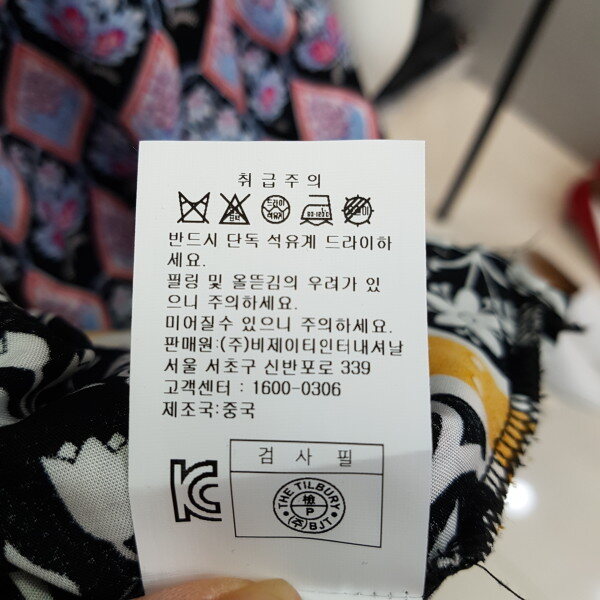 취급주의
드라이
석유계
80-120℃
반드시 단독 석유계 드라이하
세요.
필링 및 올뜯김의 우려가 있
으니 주의하세요.
미어질수 있으니 주의하세요.
판매원:(주)비제이티인터내셔날
서울 서초구 신반포로 339
고객센터 : 1600-0306
제조국:중국
검 사 필
THE TILBURY
檢
P
(주)BJT